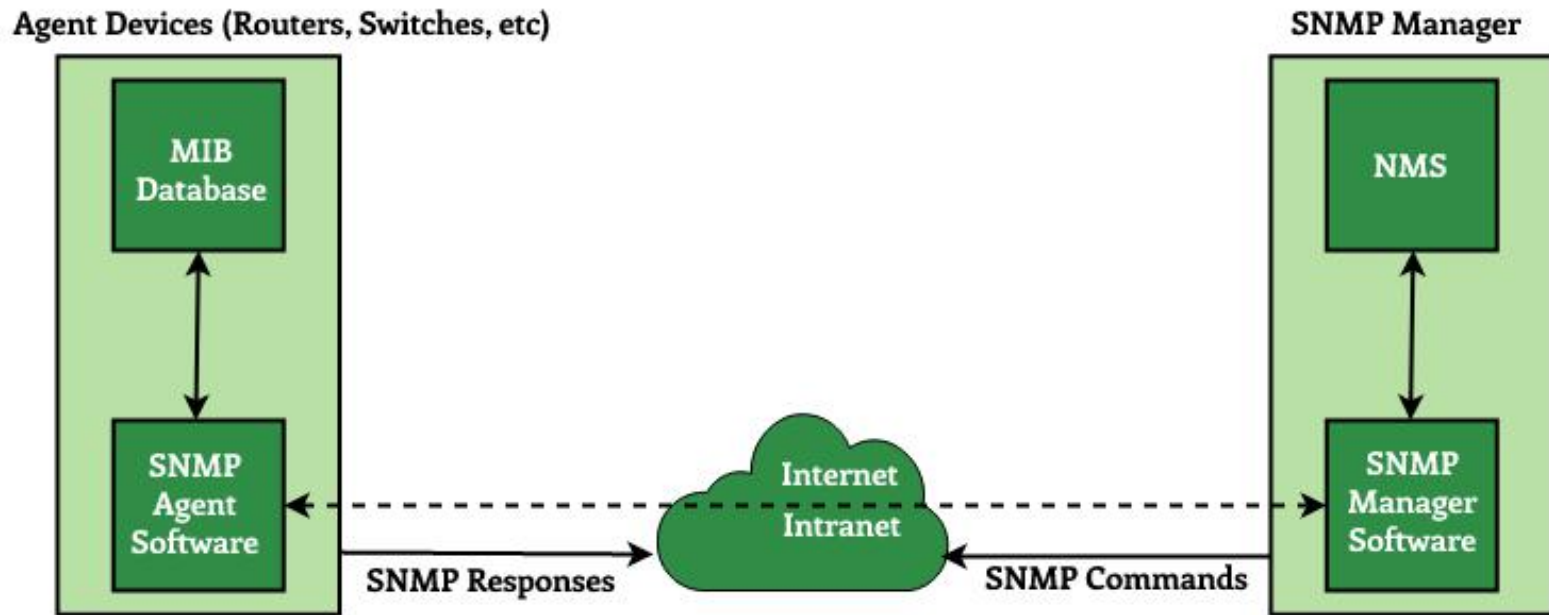 Agent Devices (Routers, Switches, etc)
SNMP Manager
MIB
Database
NMS
SNMP
Agent
Software
Internet
Intranet
SNMP
Manager
Software
SNMP Responses
SNMP Commands